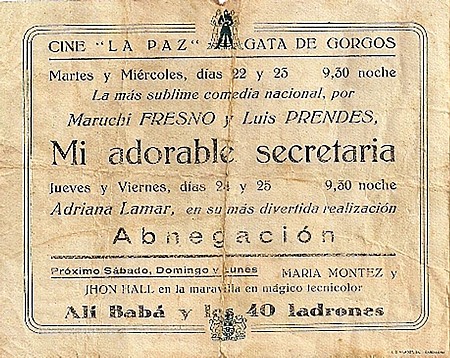 CINE "LA PAZ" GATA DE GORGOS
Martes y Miércoles, días 22 y 23 9,30 noche
La más sublime comedia nacional, por
Maruchi FRESNO y Luis PRENDES,
Mi adorable secretaria
Jueves y Viernes, días 24 y 25 9,30 noche
Adriana Lamar, en su más divertida realización
Abnegación
Próximo Sábado, Domingo y Lunes MARIA MONTEZ y
JHON HALL en la maravilla en mágico tecnicolor
Alí Babá y los 40 ladrones